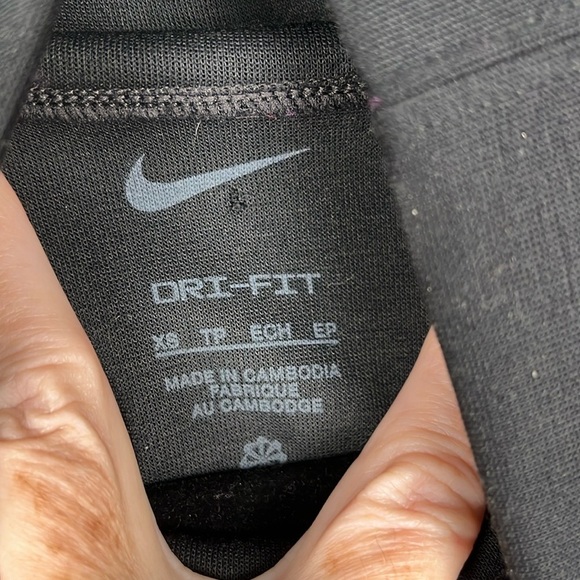 DRI-FIT
XS TP ECH EP
MADE IN CAMBODIA
FABRIQUE
AU CAMBODGE